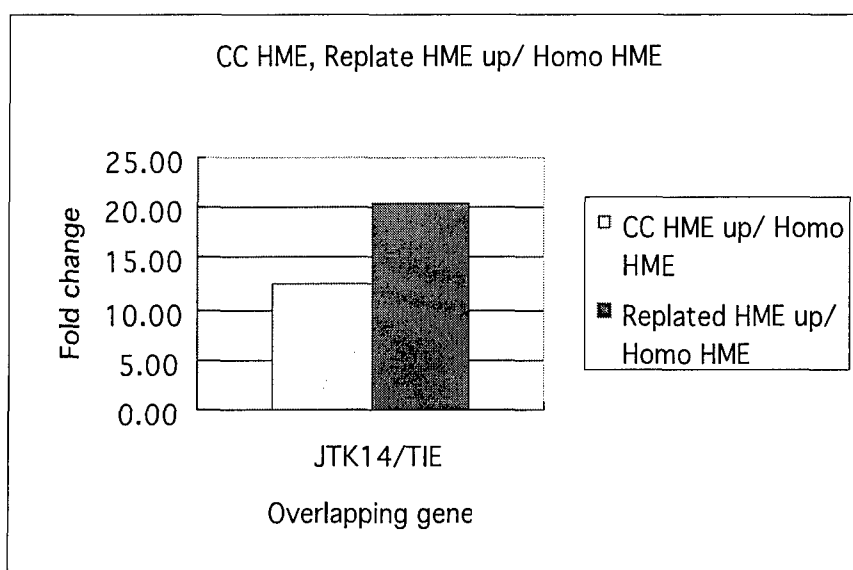 CC HME, Replate HME up/ Homo HME
25.00
20.00
15.00
10.00
5.00
0.00
Fold change
JTK14/TIE
Overlapping gene
CC HME up/ Homo
HME
Replated HME up/
Homo HME